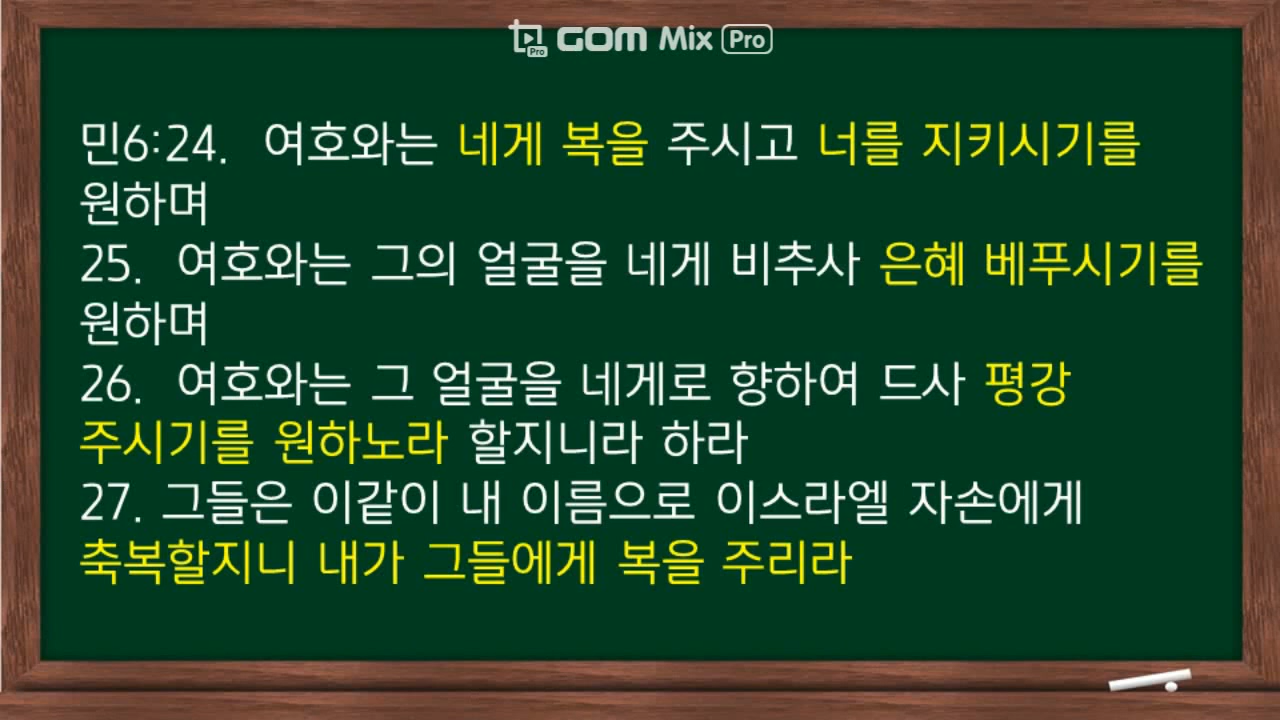 GOM Mix Pro
민6:24. 여호와는 네게 복을 주시고 너를 지키시기를
원하며
25. 여호와는 그의 얼굴을 네게 비추사 은혜 베푸시기를
원하며
26. 여호와는 그 얼굴을 네게로 향하여 드사 평강
주시기를 원하노라 할지니라 하라
27. 그들은 이같이 내 이름으로 이스라엘 자손에게
축복할지니 내가 그들에게 복을 주리라